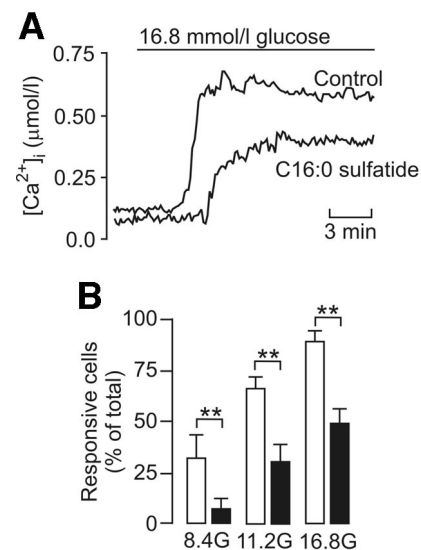 A
16.8 mmol/l glucose
0.75
0.50
0.25
0.0
[Ca2+]i (μmol/l)
Control
C16:0 sulfatide
3 min
B
100
75
50
25
0
Responsive cells
(% of total)
**
**
**
8.4G 11.2G 16.8G